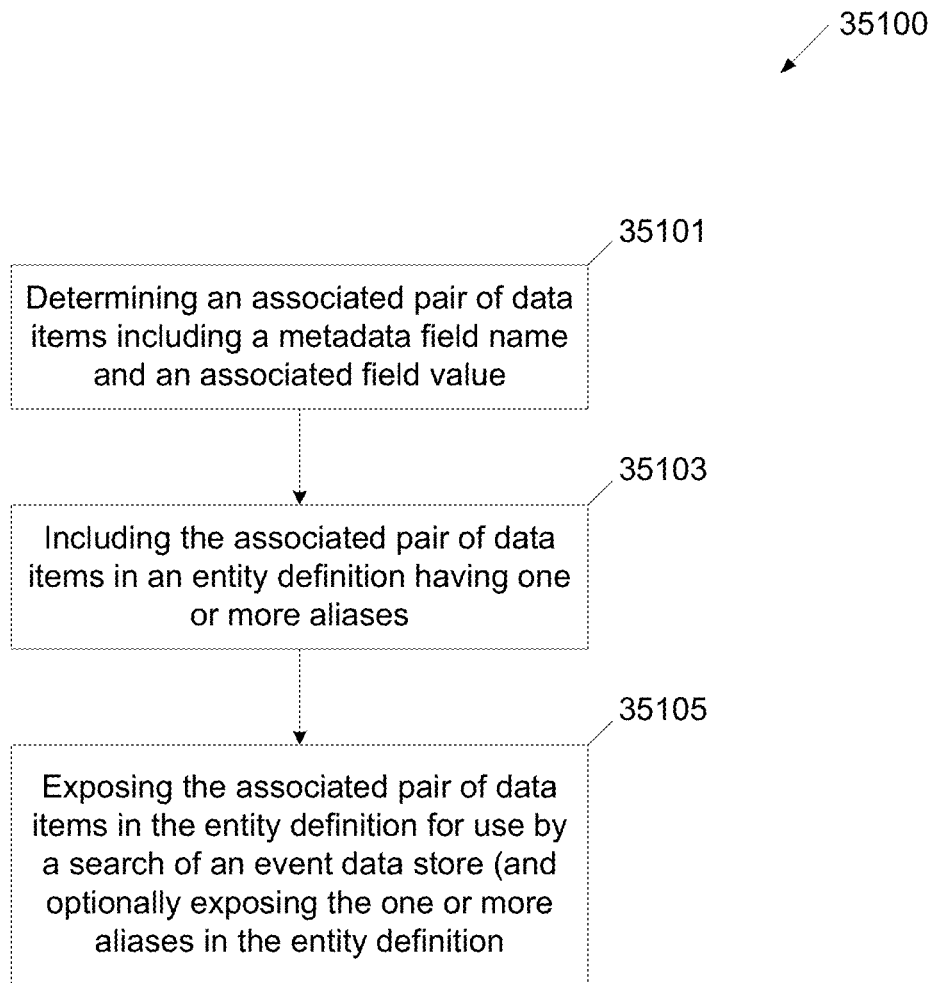 35100
35101
Determining an associated pair of data
items including a metadata field name
and an associated field value
35103
Including the associated pair of data
items in an entity definition having one
or more aliases
35105
Exposing the associated pair of data
items in the entity definition for use by
a search of an event data store (and
optionally exposing the one or more
aliases in the entity definition